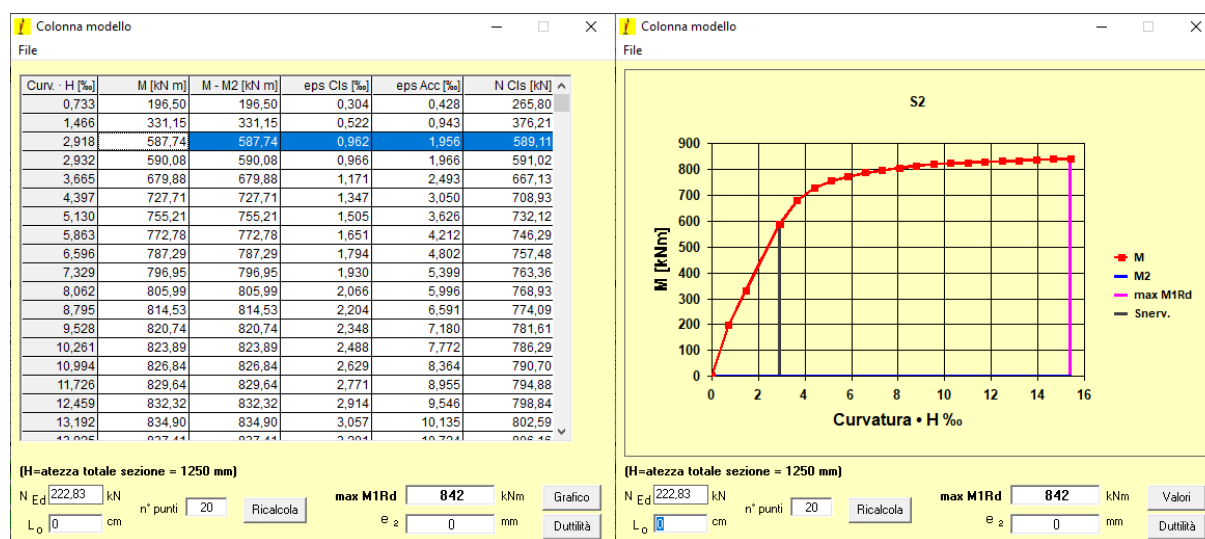 Colonna modello
File
Curv. · H [‰] M [kN m] M - M2 [kN m] eps Cls [‰] eps Acc [‰] N Cls [kN]
0,733 196,50 196,50 0,304 0,428 265,80
1,466 331,15 331,15 0,522 0,943 376,21
2,918 587,74 587,74 0,962 1,956 589,11
2,932 590,08 590,08 0,966 1,966 591,02
3,665 679,88 679,88 1,171 2,493 667,13
4,397 727,71 727,71 1,347 3,050 708,93
5,130 755,21 755,21 1,505 3,626 732,12
5,863 772,78 772,78 1,651 4,212 746,29
6,596 787,29 787,29 1,794 4,802 757,48
7,329 796,95 796,95 1,930 5,399 763,36
8,062 805,99 805,99 2,066 5,996 768,93
8,795 814,53 814,53 2,204 6,591 774,09
9,528 820,74 820,74 2,348 7,180 781,61
10,261 823,89 823,89 2,488 7,772 786,29
10,994 826,84 826,84 2,629 8,364 790,70
11,726 829,64 829,64 2,771 8,955 794,88
12,459 832,32 832,32 2,914 9,546 798,84
13,192 834,90 834,90 3,057 10,135 802,59
(H=atezza totale sezione = 1250 mm)
N Ed 222,83 kN n° punti 20 Ricalcola max M1Rd 842 kNm Grafico
L o 0 cm e 2 0 mm Duttilità
Colonna modello
File
S2
900
800
700
600
500
400
300
200
100
0
M [kNm]
0 2 4 6 8 10 12 14 16
Curvatura • H ‰
M
M2
max M1Rd
Snerv.
(H=atezza totale sezione = 1250 mm)
N Ed 222,83 kN n° punti 20 Ricalcola max M1Rd 842 kNm Valori
L o 0 cm e 2 0 mm Duttilità